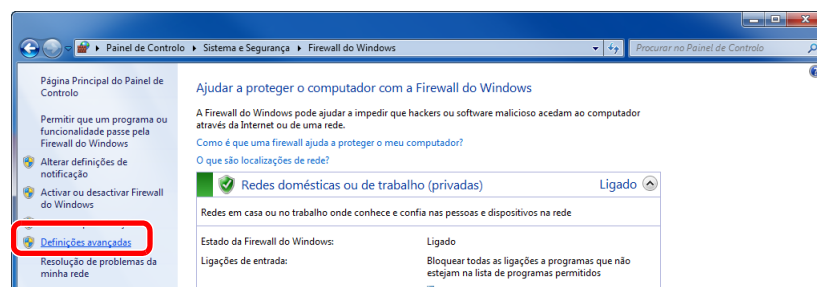 Painel de Controlo ▸ Sistema e Segurança ▸ Firewall do Windows
Procurar no Painel de Controlo
Página Principal do Painel de
Controlo
Permitir que um programa ou
funcionalidade passe pela
Firewall do Windows
Alterar definições de
notificação
Activar ou desactivar Firewall
do Windows
Definições avançadas
Resolução de problemas da
minha rede
Ajudar a proteger o computador com a Firewall do Windows
A Firewall do Windows pode ajudar a impedir que hackers ou software malicioso acedam ao computador
através da Internet ou de uma rede.
Como é que uma firewall ajuda a proteger o meu computador?
O que são localizações de rede?
Redes domésticas ou de trabalho (privadas) Ligado
Redes em casa ou no trabalho onde conhece e confia nas pessoas e dispositivos na rede
Estado da Firewall do Windows: Ligado
Ligações de entrada: Bloquear todas as ligações a programas que não
estejam na lista de programas permitidos